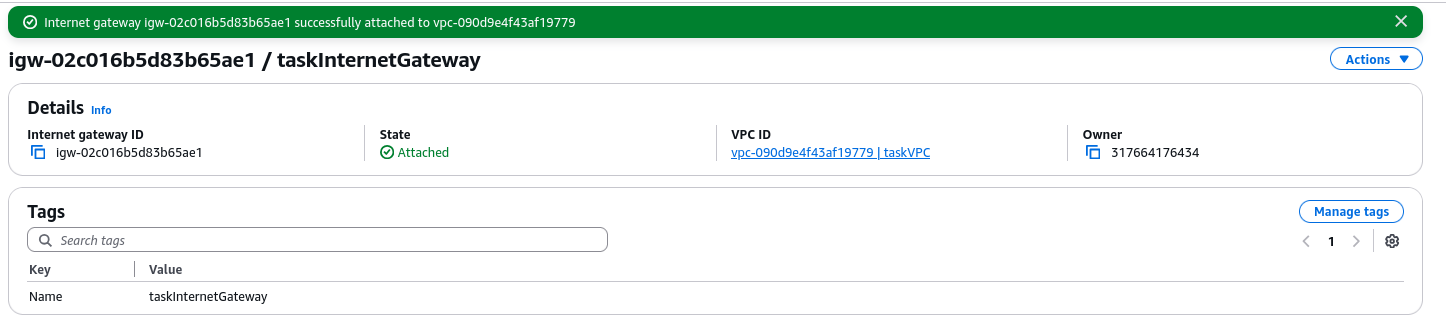 Internet gateway igw-02c016b5d83b65ae1 successfully attached to vpc-090d9e4f43af19779
igw-02c016b5d83b65ae1 / taskInternetGateway
Actions
Details Info
Internet gateway ID State VPC ID Owner
igw-02c016b5d83b65ae1 Attached vpc-090d9e4f43af19779 | taskVPC 317664176434
Tags Manage tags
Search tags 1
Key Value
Name taskInternetGateway